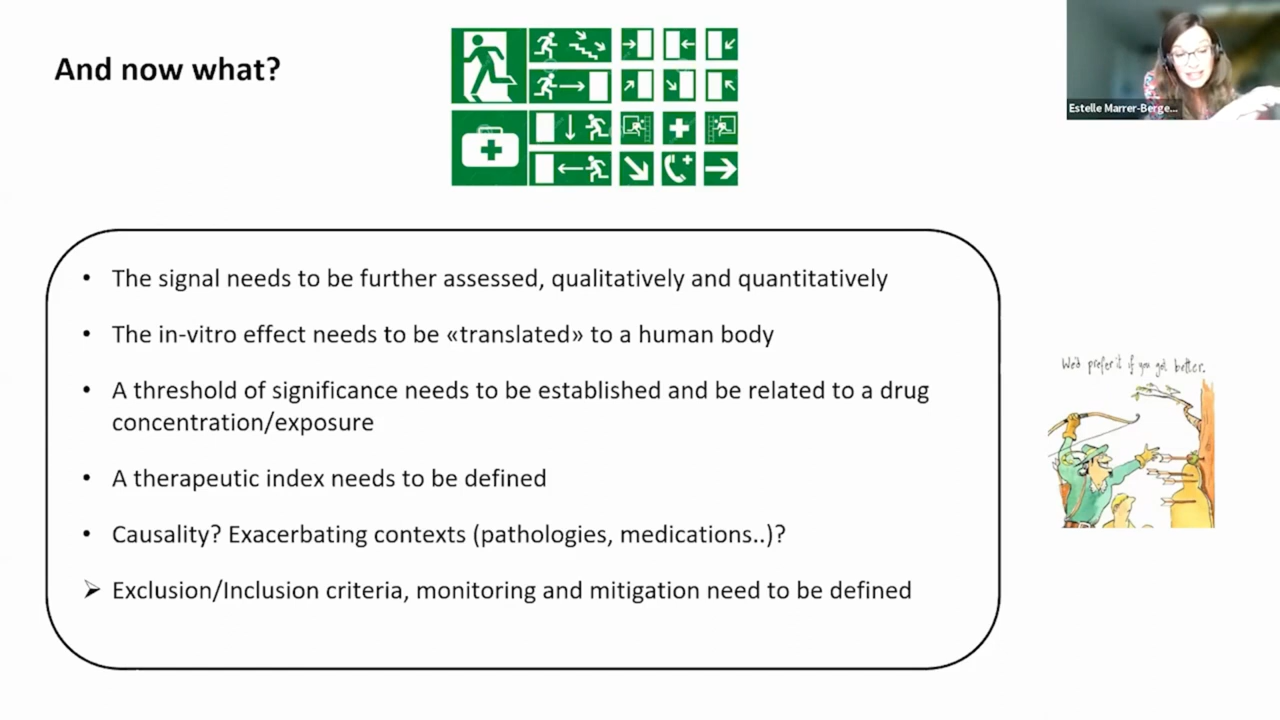 And now what?
Estelle Marrer-Berge...
• The signal needs to be further assessed, qualitatively and quantitatively
• The in-vitro effect needs to be «translated» to a human body
• A threshold of significance needs to be established and be related to a drug
concentration/exposure
• A therapeutic index needs to be defined
• Causality? Exacerbating contexts (pathologies, medications..)?
➢ Exclusion/Inclusion criteria, monitoring and mitigation need to be defined
We'd prefer it if you got better.